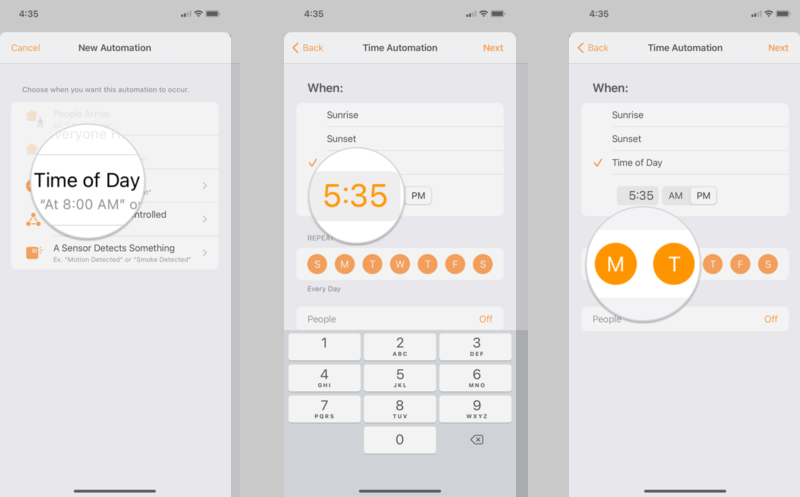 4:35
Cancel
New Automation
Choose when you want this automation to occur.
People Arrive
Everyone
Time of Day
"At 8:00 AM" or
ntrolled
A Sensor Detects Something
Ex. "Motion Detected" or "Smoke Detected"
4:35
Back
Time Automation
Next
When:
Sunrise
Sunset
5:35
PM
REPEAT
S M T W T F S
Every Day
People
Off
1
2
ABC
3
DEF
4
GHI
5
JKL
6
MNO
7
PQRS
8
TUV
9
WXYZ
0
4:35
Back
Time Automation
Next
When:
Sunrise
Sunset
Time of Day
5:35 AM PM
M T T F S
People
Off